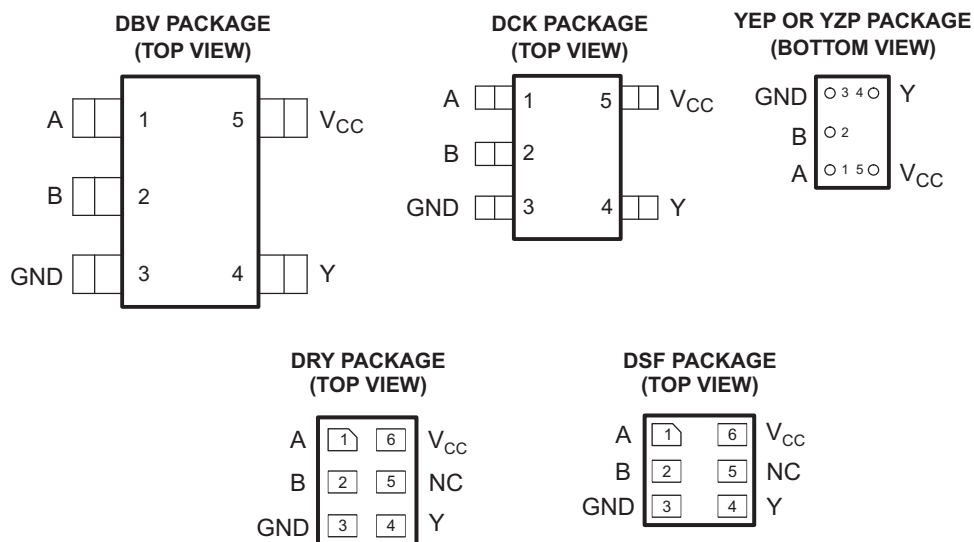 DBV PACKAGE
(TOP VIEW)
A 1 5 VCC
B 2
GND 3 4 Y
DCK PACKAGE
(TOP VIEW)
A 1 5 VCC
B 2
GND 3 4 Y
YEP OR YZP PACKAGE
(BOTTOM VIEW)
GND 3 4 Y
B 2
A 1 5 VCC
DRY PACKAGE
(TOP VIEW)
A 1 6 VCC
B 2 5 NC
GND 3 4 Y
DSF PACKAGE
(TOP VIEW)
A 1 6 VCC
B 2 5 NC
GND 3 4 Y